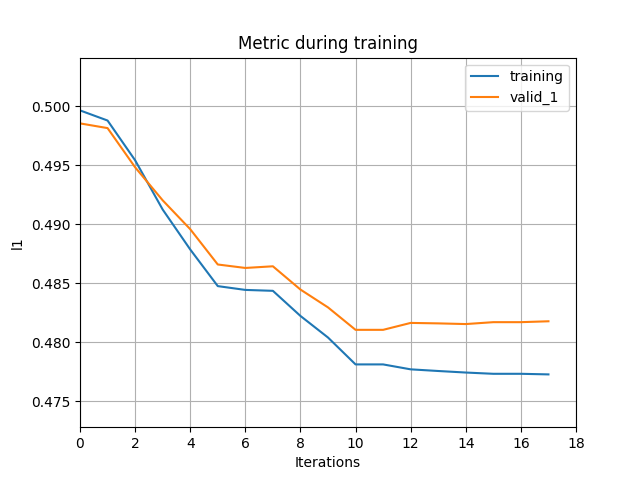 Metric during training
training
valid_1
0.500
0.495
0.490
0.485
0.480
0.475
l1
0 2 4 6 8 10 12 14 16 18
Iterations